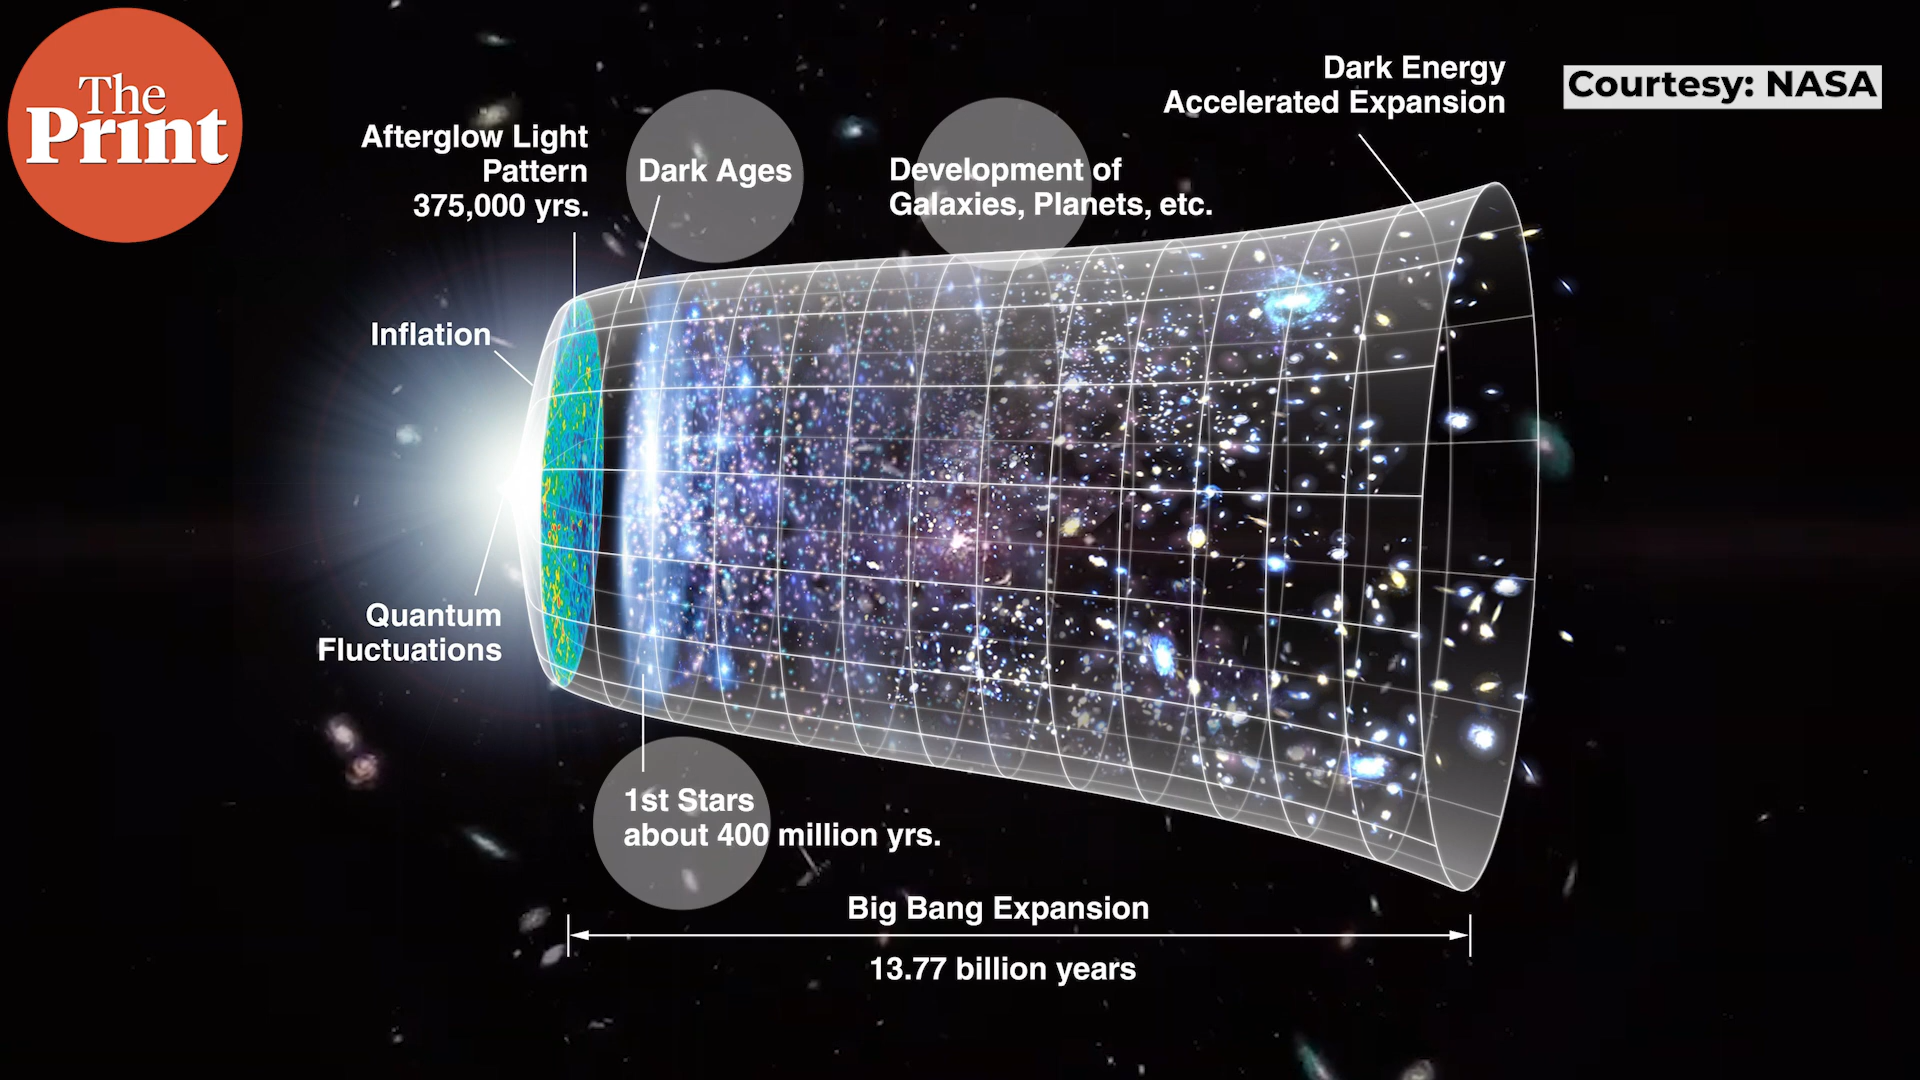 The
Print
Dark Energy
Accelerated Expansion
Courtesy: NASA
Afterglow Light
Pattern
375,000 yrs.
Dark Ages
Development of
Galaxies, Planets, etc.
Inflation
Quantum
Fluctuations
1st Stars
about 400 million yrs.
Big Bang Expansion
13.77 billion years